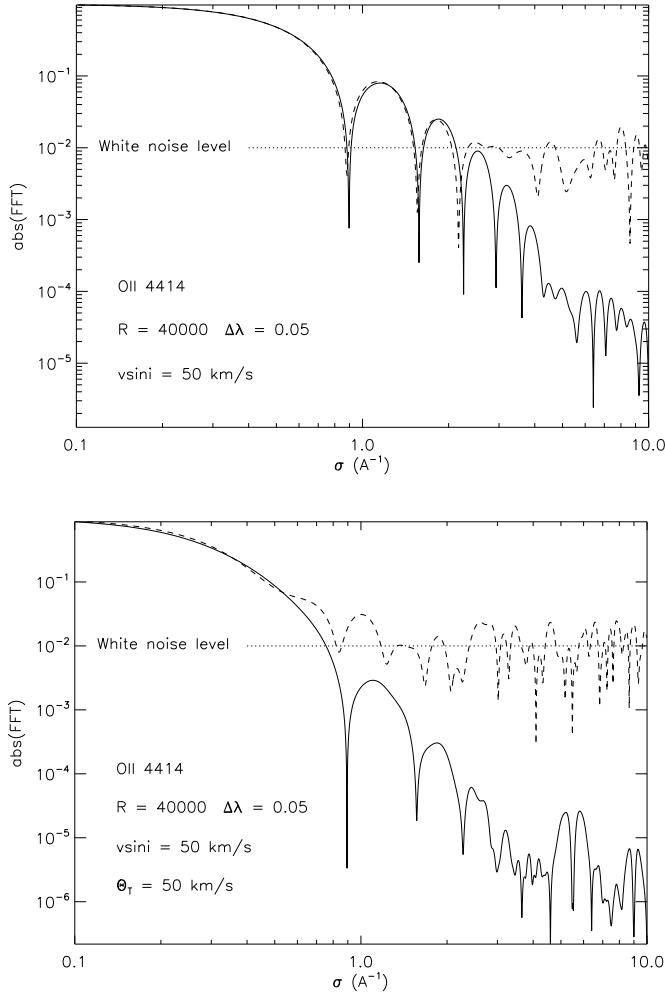 10⁻¹
10⁻²
White noise level
10⁻³
abs(FFT)
OII 4414
10⁻⁴
R = 40000 Δλ = 0.05
10⁻⁵
vsini = 50 km/s
0.1 1.0 10.0
σ (A⁻¹)
10⁻¹
10⁻²
White noise level
10⁻³
abs(FFT)
10⁻⁴
OII 4414
R = 40000 Δλ = 0.05
10⁻⁵
vsini = 50 km/s
10⁻⁶
Θ_T = 50 km/s
0.1 1.0 10.0
σ (A⁻¹)